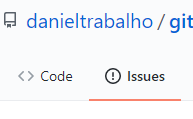 danieltrabalho / git
Code Issues